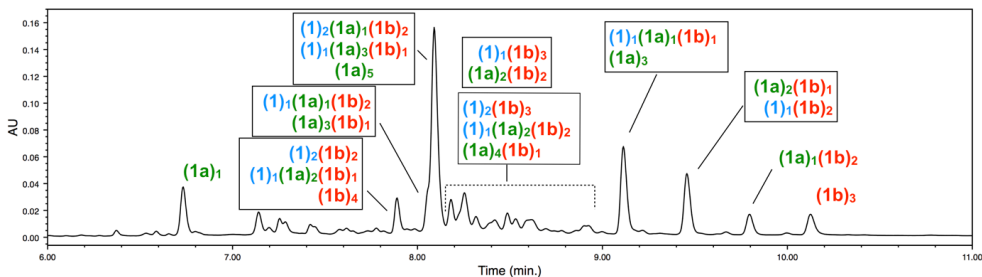 (1)₂(1a)₁(1b)₂
(1)₁(1a)₃(1b)₁
(1a)₅
(1)₁(1b)₃
(1a)₂(1b)₂
(1)₁(1a)₁(1b)₁
(1a)₃
(1)₁(1a)₁(1b)₂
(1a)₃(1b)₁
(1)₂(1b)₃
(1)₁(1a)₂(1b)₂
(1a)₄(1b)₁
(1a)₂(1b)₁
(1)₁(1b)₂
(1)₂(1b)₂
(1)₁(1a)₂(1b)₁
(1b)₄
(1a)₁
(1a)₁(1b)₂
(1b)₃
AU
0.16
0.14
0.12
0.10
0.08
0.06
0.04
0.02
0.00
6.00 7.00 8.00 9.00 10.00 11.00
Time (min.)